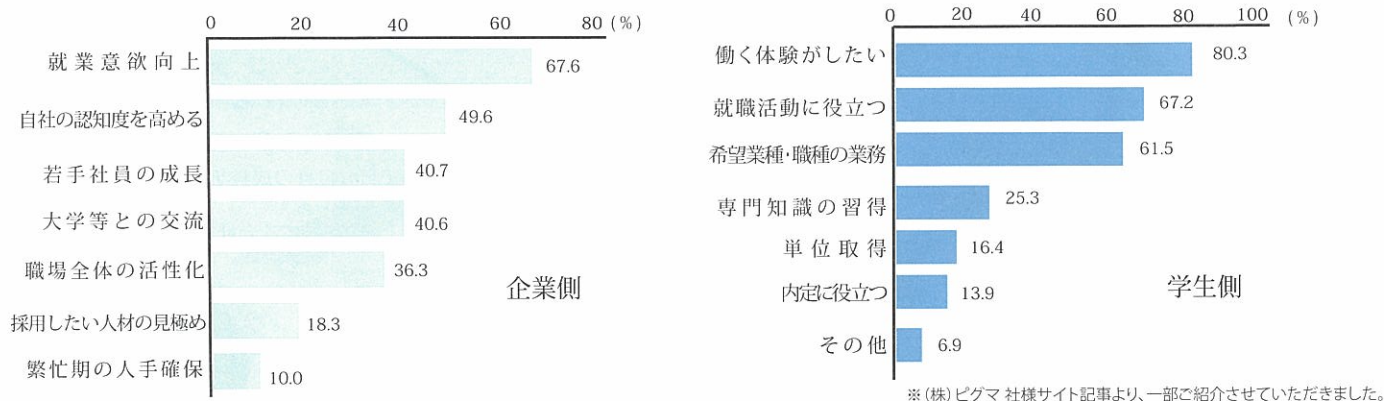 0 20 40 60 80 (%)
就業意欲向上 67.6
自社の認知度を高める 49.6
若手社員の成長 40.7
大学等との交流 40.6
職場全体の活性化 36.3
採用したい人材の見極め 18.3
繁忙期の人手確保 10.0
企業側
0 20 40 60 80 100 (%)
働く体験がしたい 80.3
就職活動に役立つ 67.2
希望業種・職種の業務 61.5
専門知識の習得 25.3
単位取得 16.4
内定に役立つ 13.9
その他 6.9
学生側
※(株)ピグマ 社様サイト記事より、一部ご紹介させていただきました。